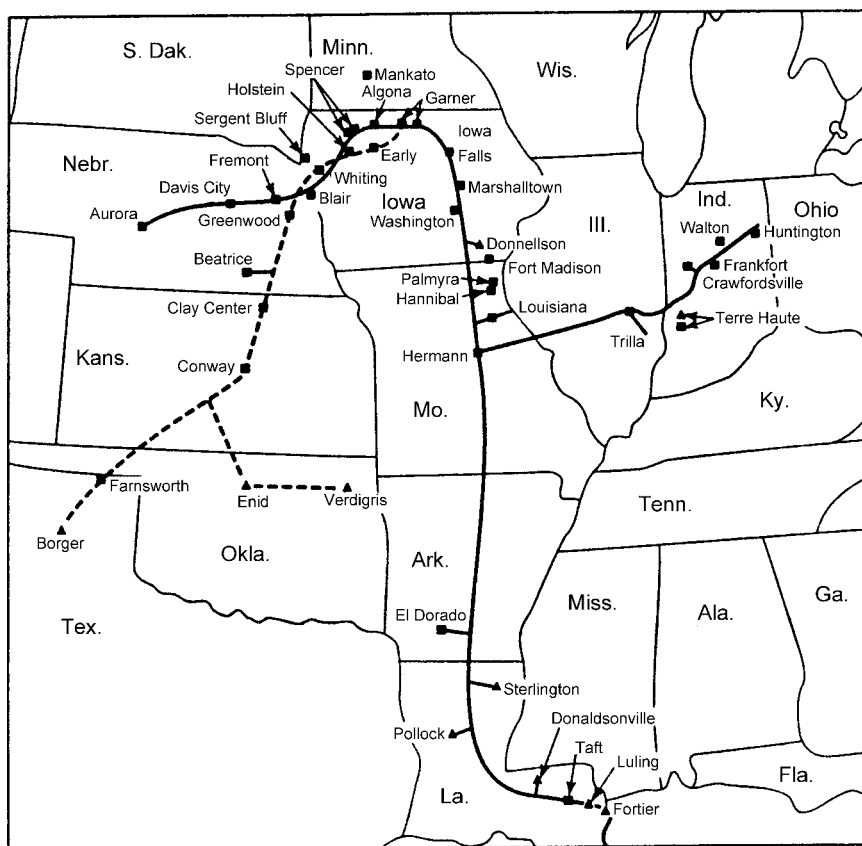 S. Dak.
Minn.
Spencer
Mankato
Algona
Wis.
Holstein
Garner
Sergent Bluff
Iowa
Nebr.
Early
Falls
Fremont
Whiting
Davis City
Marshalltown
Ind.
Blair
Iowa
Ill.
Ohio
Aurora
Greenwood
Washington
Walton
Huntington
Donnellson
Beatrice
Fort Madison
Frankfort
Palmyra
Crawfordsville
Hannibal
Clay Center
Louisiana
Terre Haute
Trilla
Hermann
Kans.
Conway
Mo.
Ky.
Farnsworth
Enid
Verdigris
Tenn.
Borger
Okla.
Ark.
Miss.
Ala.
Ga.
El Dorado
Tex.
Sterlington
Donaldsonville
Pollock
Taft
Luling
Fla.
La.
Fortier